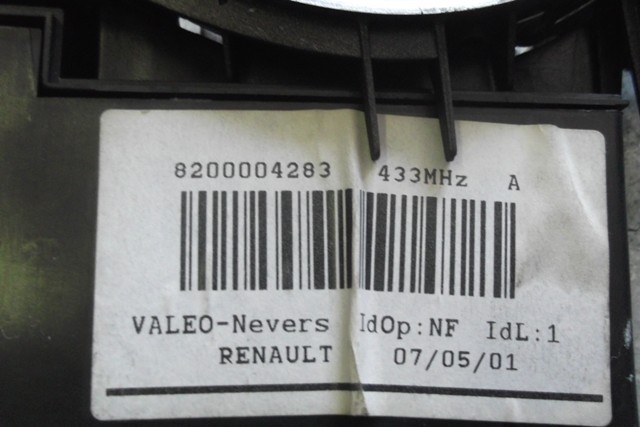 8200004283 433MHz A
VALEO-Nevers IdOp:NF IdL:1
RENAULT 07/05/01